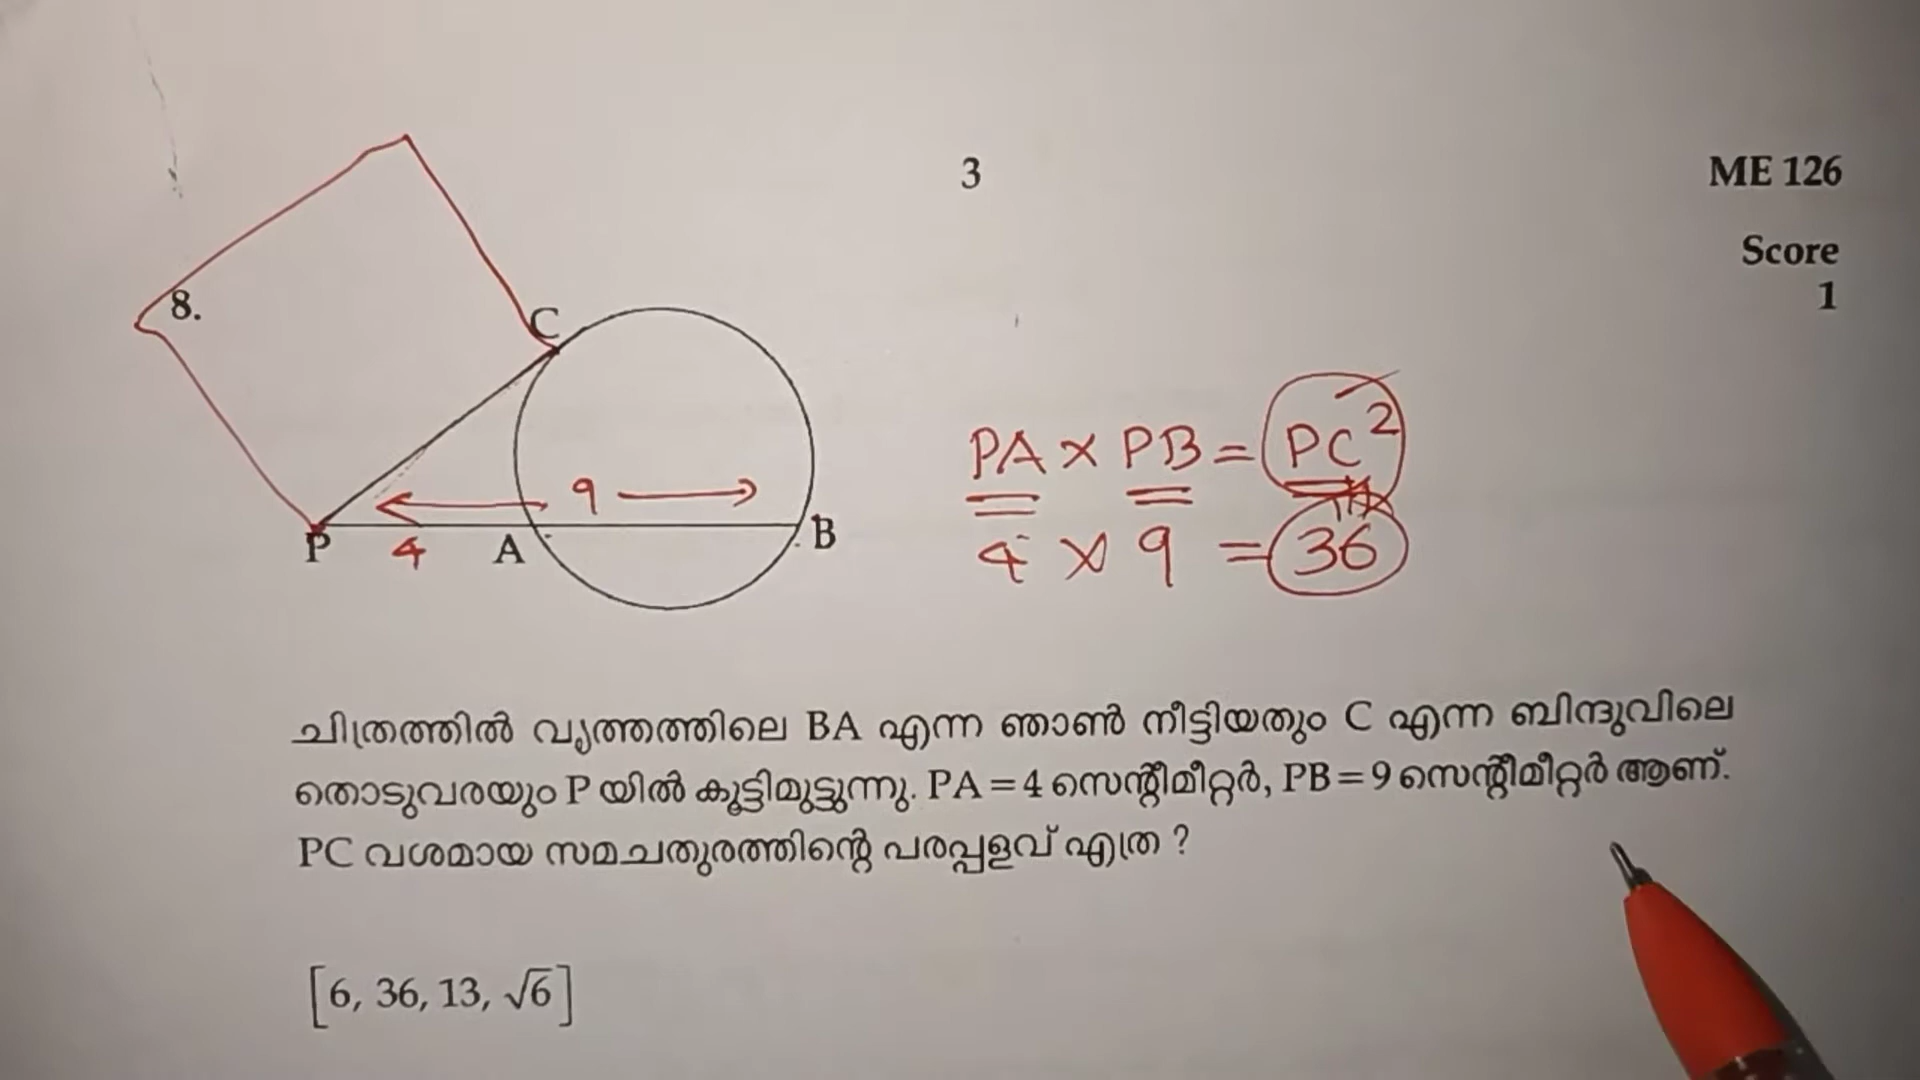 3
ME 126
Score
1
8.
C
9
P 4 A B
PA × PB = PC²
4 × 9 = 36
ചിത്രത്തിൽ വൃത്തത്തിലെ BA എന്ന ഞാൺ നീട്ടിയതും C എന്ന ബിന്ദുവിലെ
തൊടുവരയും P യിൽ കൂട്ടിമുട്ടുന്നു. PA = 4 സെന്റീമീറ്റർ, PB = 9 സെന്റീമീറ്റർ ആണ്.
PC വശമായ സമചതുരത്തിന്റെ പരപ്പളവ് എത്ര ?
[6, 36, 13, √6]